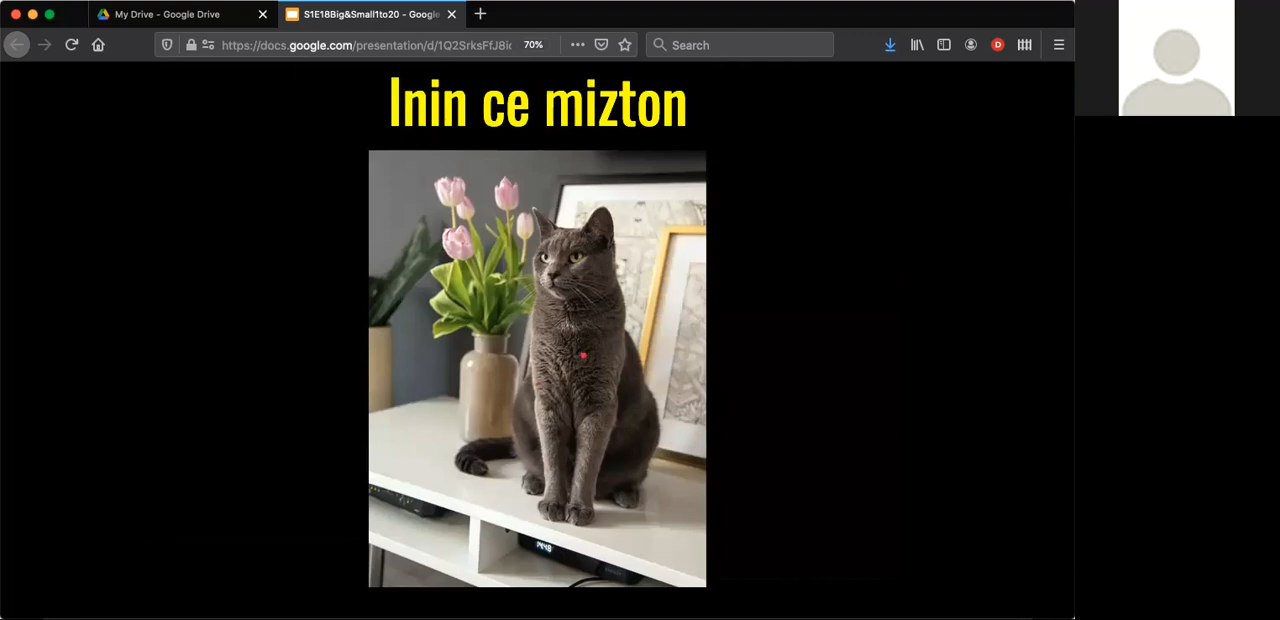 My Drive - Google Drive
S1E18Big&Small1to20 - Google
https://docs.google.com/presentation/d/1Q2SrksFfJ8i
70%
Search
D
Inin ce mizton